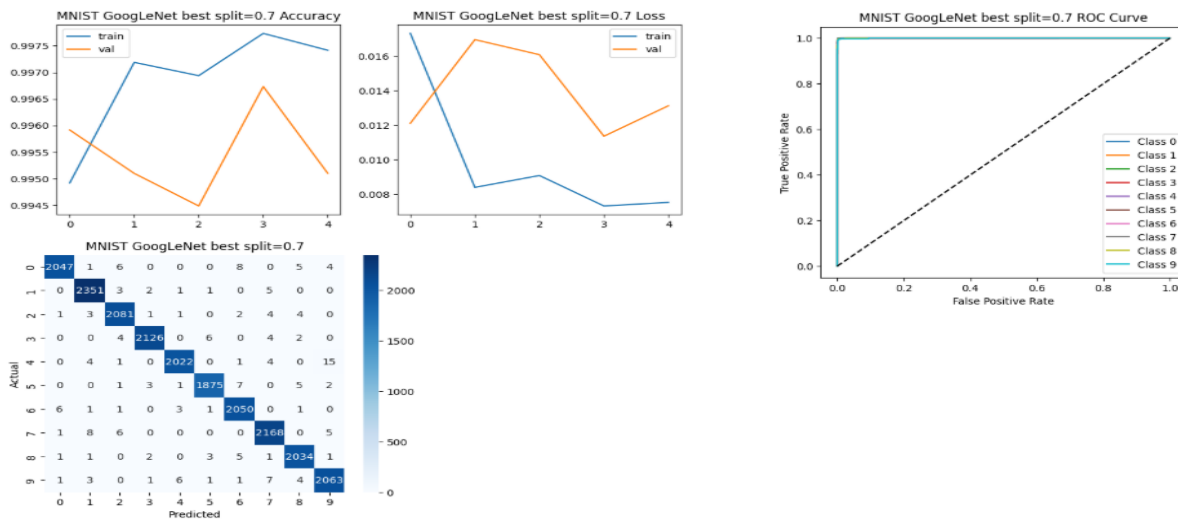 MNIST GoogLeNet best split=0.7 Accuracy
train
val
0.9975
0.9970
0.9965
0.9960
0.9955
0.9950
0.9945
0 1 2 3 4
MNIST GoogLeNet best split=0.7 Loss
train
val
0.016
0.014
0.012
0.010
0.008
0 1 2 3 4
MNIST GoogLeNet best split=0.7 ROC Curve
True Positive Rate
1.0
0.8
0.6
0.4
0.2
0.0
Class 0
Class 1
Class 2
Class 3
Class 4
Class 5
Class 6
Class 7
Class 8
Class 9
0.0 0.2 0.4 0.6 0.8 1.0
False Positive Rate
MNIST GoogLeNet best split=0.7
Actual
0 2047 1 6 0 0 0 8 0 5 4
1 0 2351 3 2 1 1 0 5 0 0
2 1 3 2081 1 1 0 2 4 4 0
3 0 0 4 2126 0 6 0 4 2 0
4 0 4 1 0 2022 0 1 4 0 15
5 0 0 1 3 1 1875 7 0 5 2
6 6 1 1 0 3 1 2050 0 1 0
7 1 8 6 0 0 0 0 2168 0 5
8 1 1 0 2 0 3 5 1 2034 1
9 1 3 0 1 6 1 1 7 4 2063
0 1 2 3 4 5 6 7 8 9
Predicted
2000
1500
1000
500
0